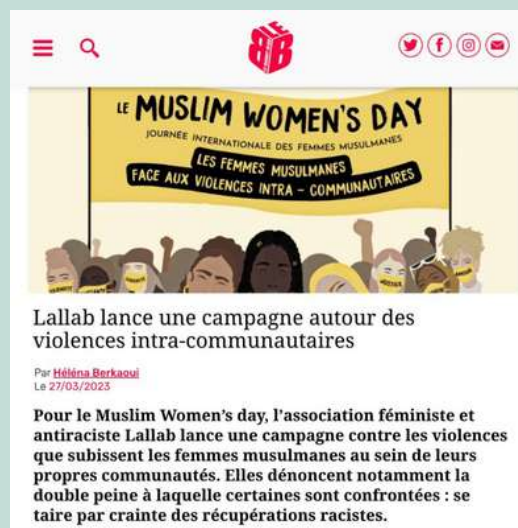 LE
BB
LE MUSLIM WOMEN'S DAY
JOURNÉE INTERNATIONALE DES FEMMES MUSULMANES
LES FEMMES MUSULMANES
FACE AUX VIOLENCES INTRA – COMMUNAUTAIRES
Lallab lance une campagne autour des
violences intra-communautaires
Par Héléna Berkaoui
Le 27/03/2023
Pour le Muslim Women's day, l'association féministe et
antiraciste Lallab lance une campagne contre les violences
que subissent les femmes musulmanes au sein de leurs
propres communautés. Elles dénoncent notamment la
double peine à laquelle certaines sont confrontées : se
taire par crainte des récupérations racistes.